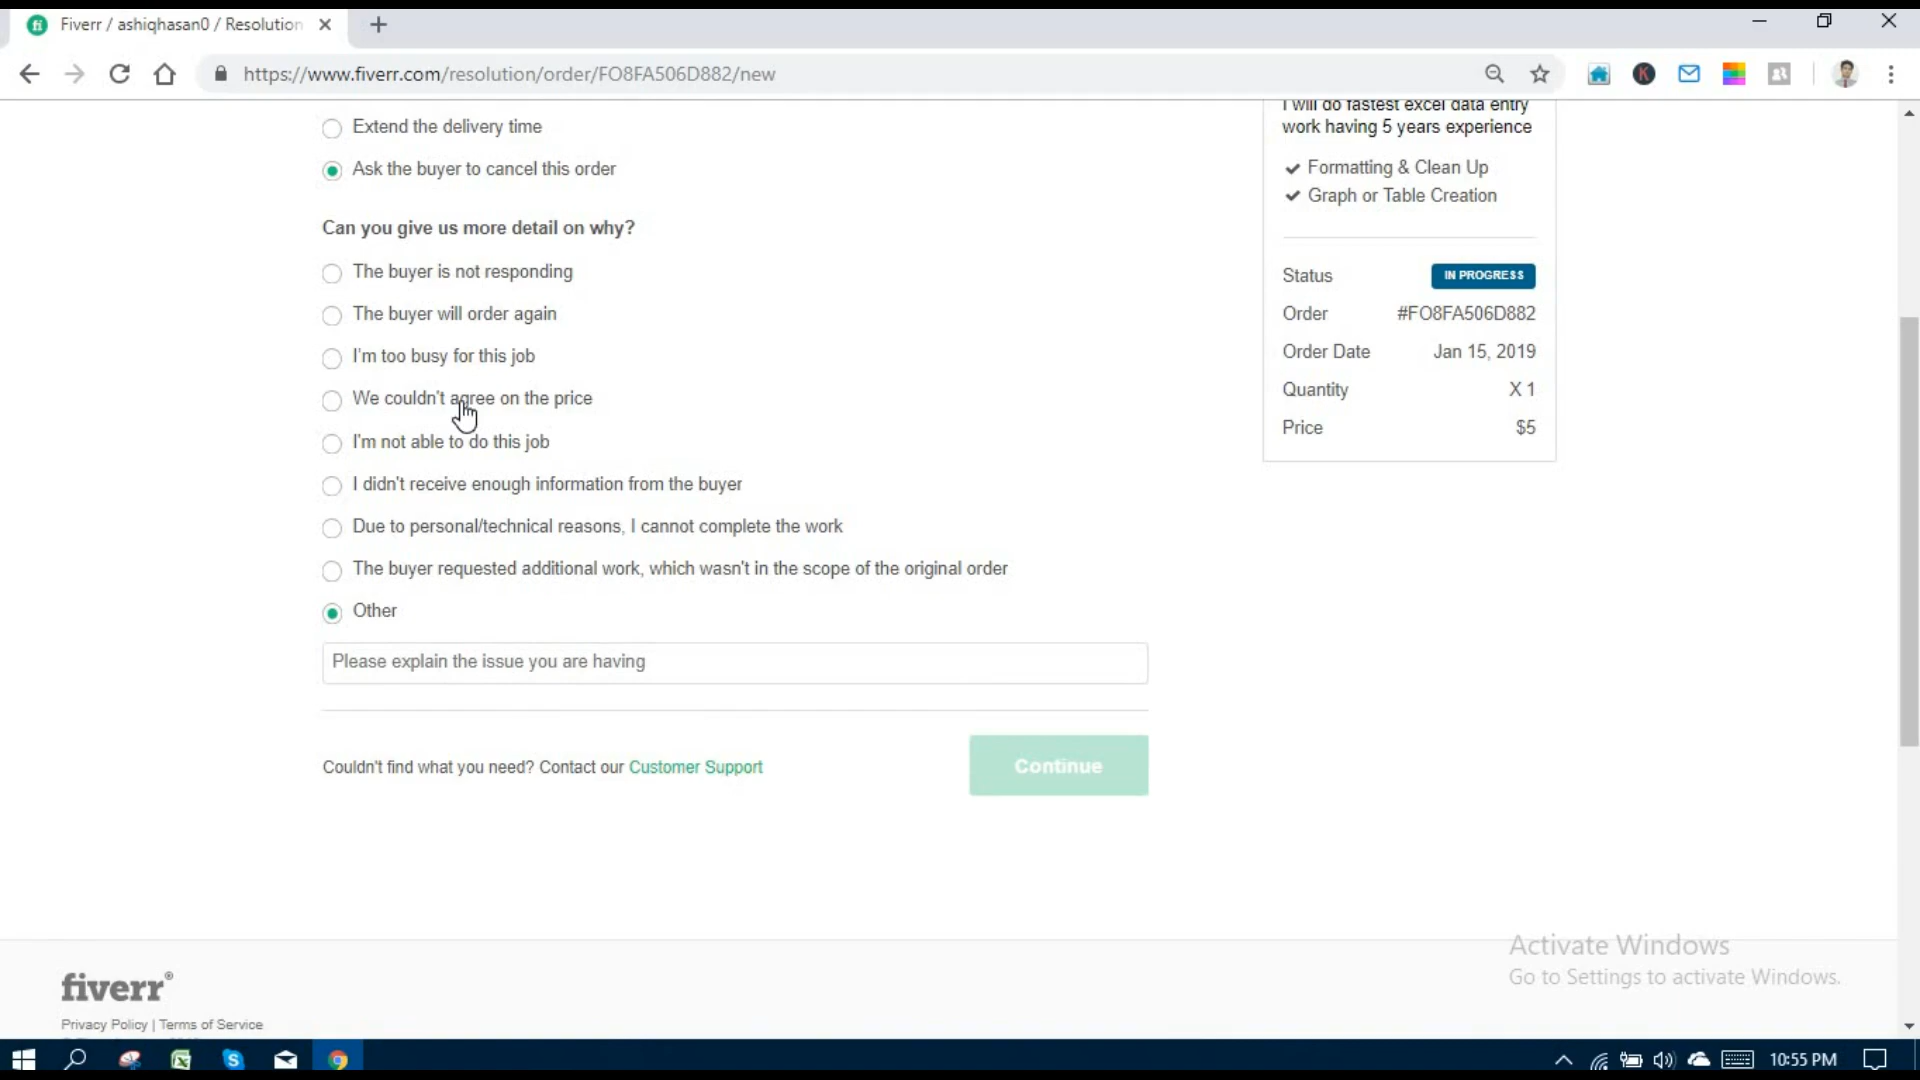 Fiverr / ashiqhasan0 / Resolution
https://www.fiverr.com/resolution/order/FO8FA506D882/new
Extend the delivery time
Ask the buyer to cancel this order
Can you give us more detail on why?
The buyer is not responding
The buyer will order again
I'm too busy for this job
We couldn't agree on the price
I'm not able to do this job
I didn't receive enough information from the buyer
Due to personal/technical reasons, I cannot complete the work
The buyer requested additional work, which wasn't in the scope of the original order
Other
Please explain the issue you are having
Couldn't find what you need? Contact our Customer Support
Continue
I will do fastest excel data entry
work having 5 years experience
Formatting & Clean Up
Graph or Table Creation
Status IN PROGRESS
Order #FO8FA506D882
Order Date Jan 15, 2019
Quantity X 1
Price $5
Activate Windows
Go to Settings to activate Windows.
fiverr®
Privacy Policy | Terms of Service
10:55 PM